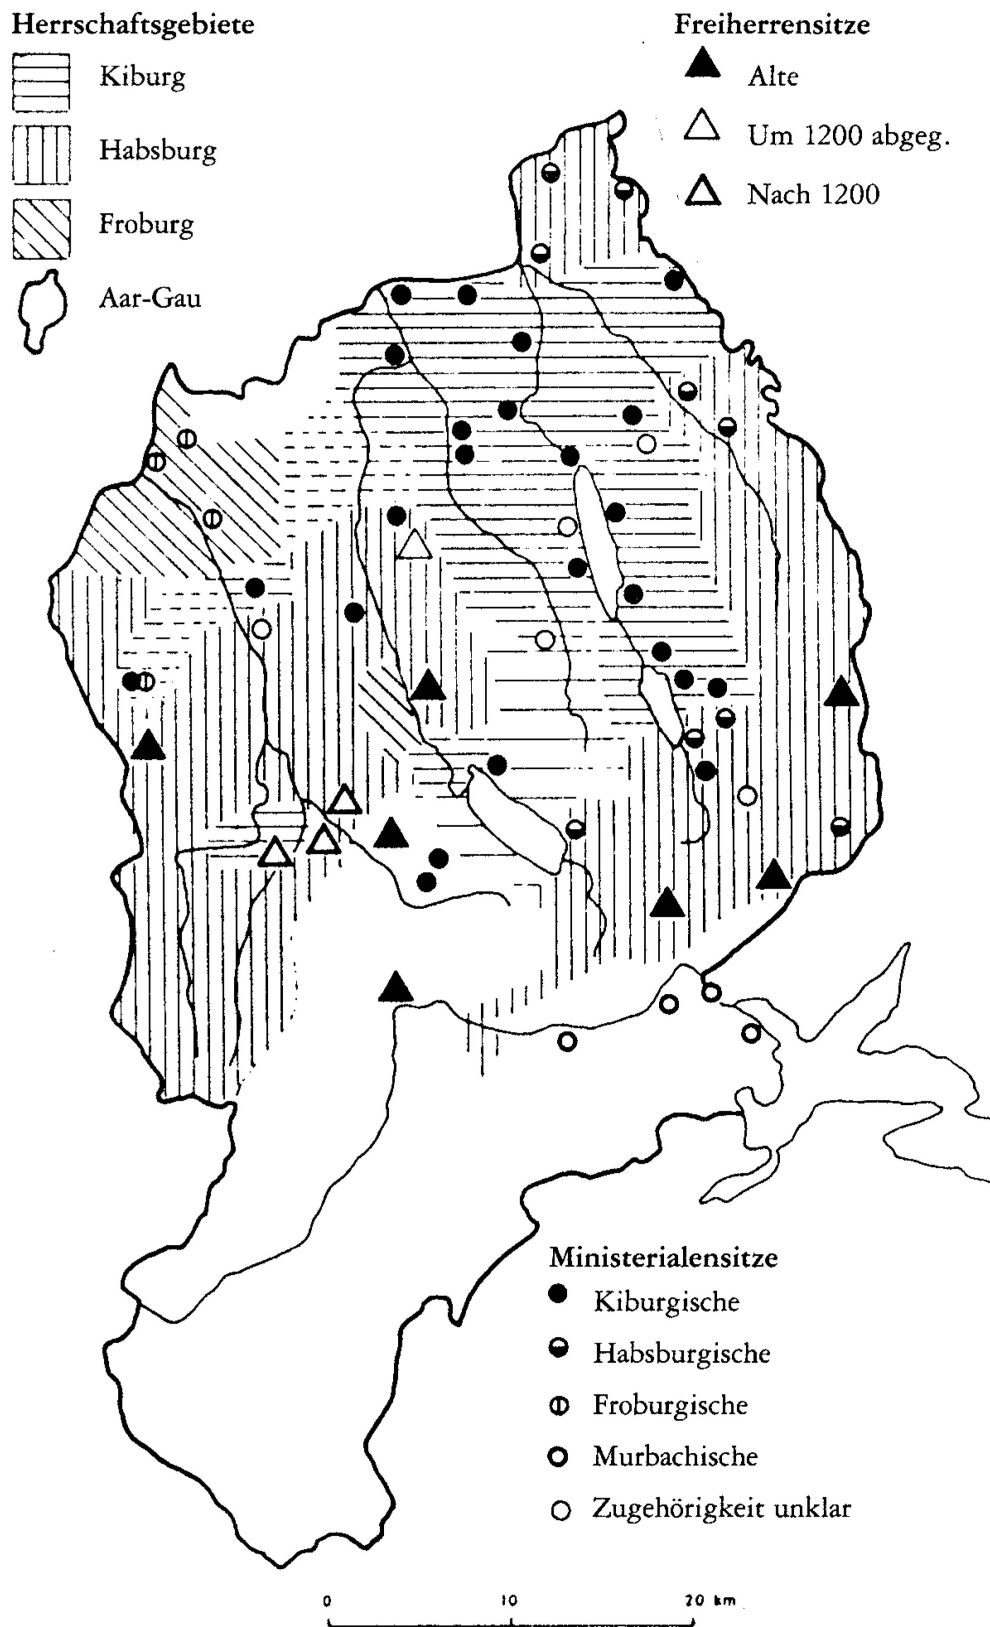 Herrschaftsgebiete
Kiburg
Habsburg
Froburg
Aar-Gau
Freiherrensitze
Alte
Um 1200 abgeg.
Nach 1200
Ministerialensitze
Kiburgische
Habsburgische
Froburgische
Murbachische
Zugehörigkeit unklar
0 10 20 km